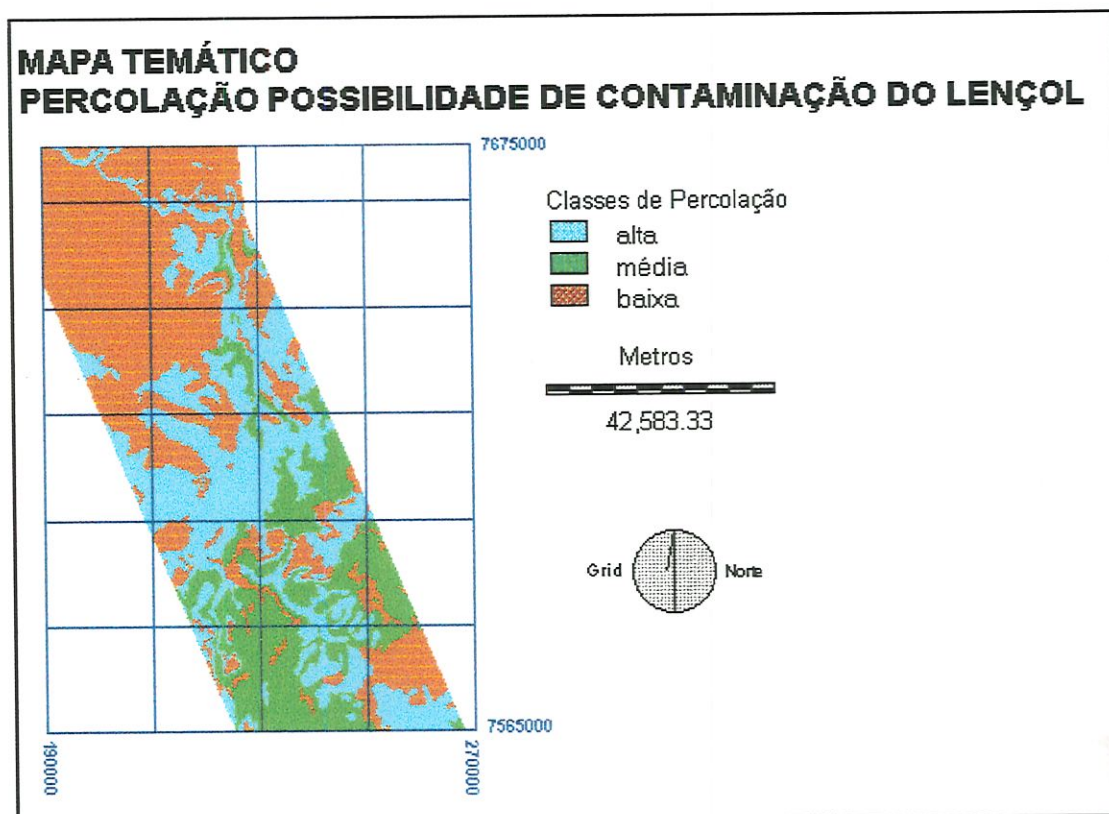 MAPA TEMÁTICO
PERCOLAÇÃO POSSIBILIDADE DE CONTAMINAÇÃO DO LENÇOL
7675000
Classes de Percolação
alta
média
baixa
Metros
42,583.33
Grid Norte
7565000
190000
270000